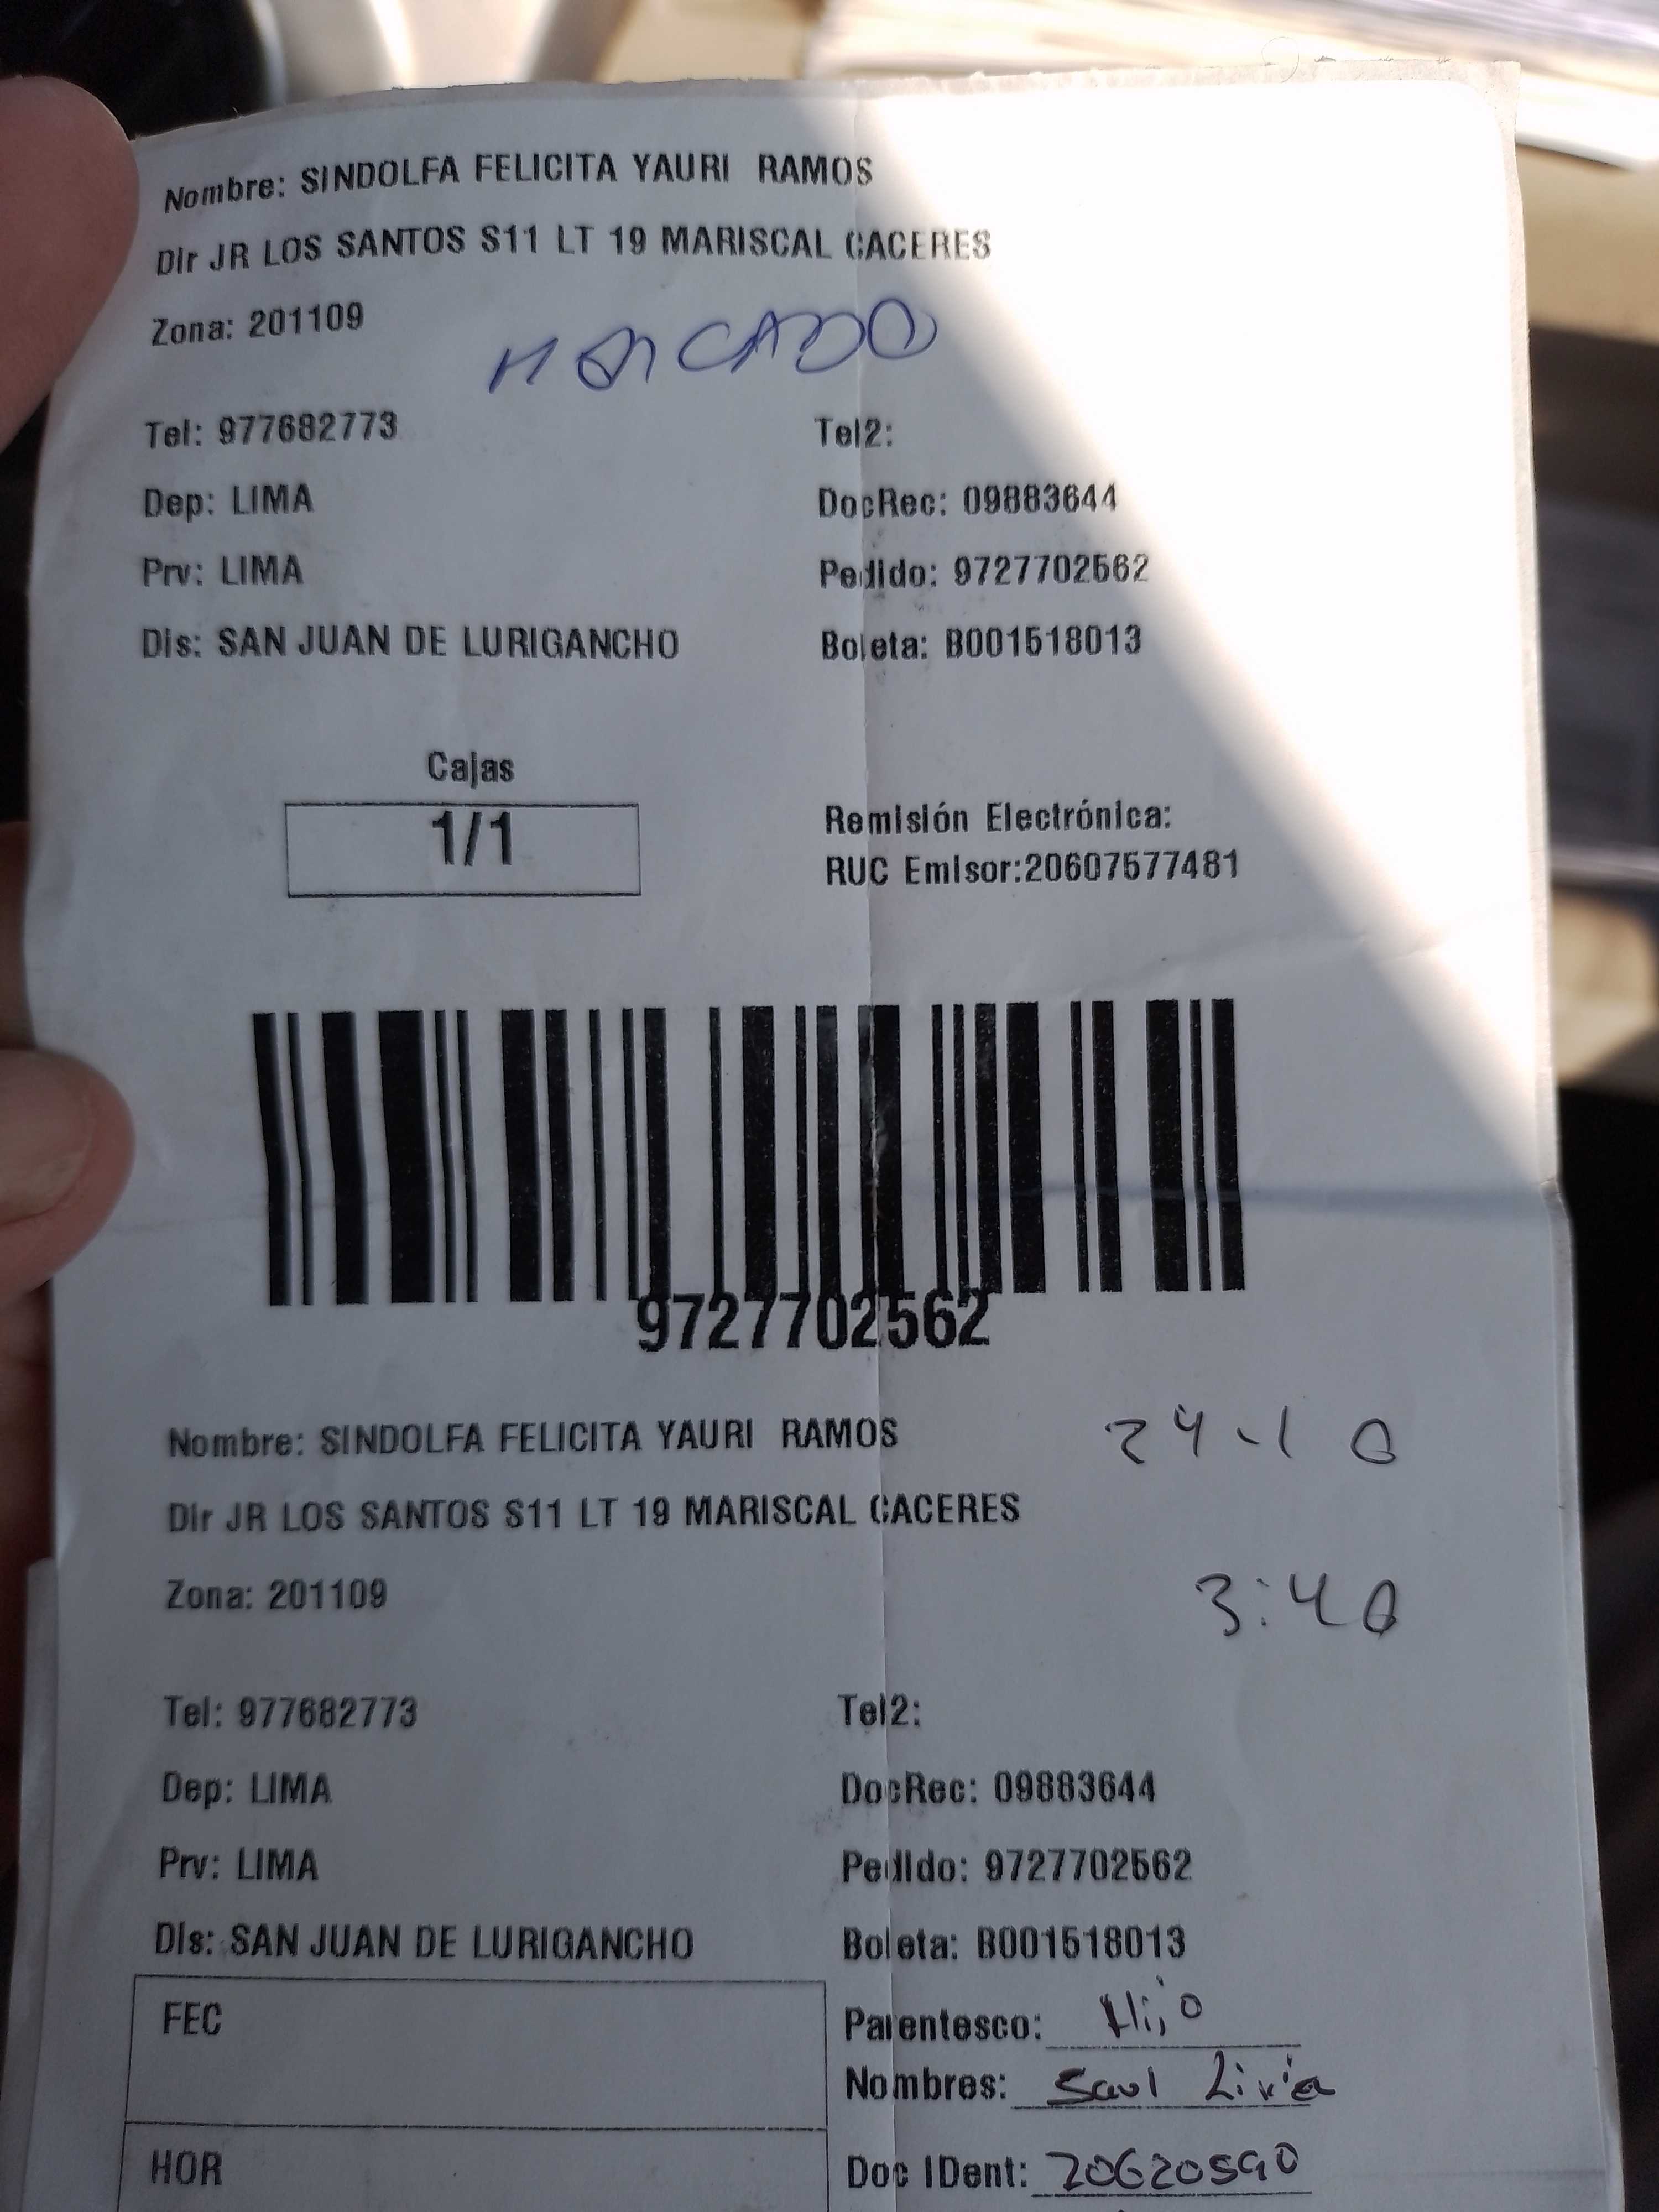 Nombre: SINDOLFA FELICITA YAURI RAMOS
Dir JR LOS SANTOS S11 LT 19 MARISCAL CACERES
Zona: 201109
MERCADO
Tel: 977682773 Tel2:
Dep: LIMA DocRec: 09883644
Prv: LIMA Pedido: 9727702562
Dis: SAN JUAN DE LURIGANCHO Boleta: B001518013
Cajas
1/1
Remisión Electrónica:
RUC Emisor:20607577481
9727702562
Nombre: SINDOLFA FELICITA YAURI RAMOS 24-10
Dir JR LOS SANTOS S11 LT 19 MARISCAL CACERES
Zona: 201109 3:40
Tel: 977682773 Tel2:
Dep: LIMA DocRec: 09883644
Prv: LIMA Pedido: 9727702562
Dis: SAN JUAN DE LURIGANCHO Boleta: B001518013
FEC Parentesco: Hijo
Nombres: Saul Livia
HOR Doc IDent: 20620590